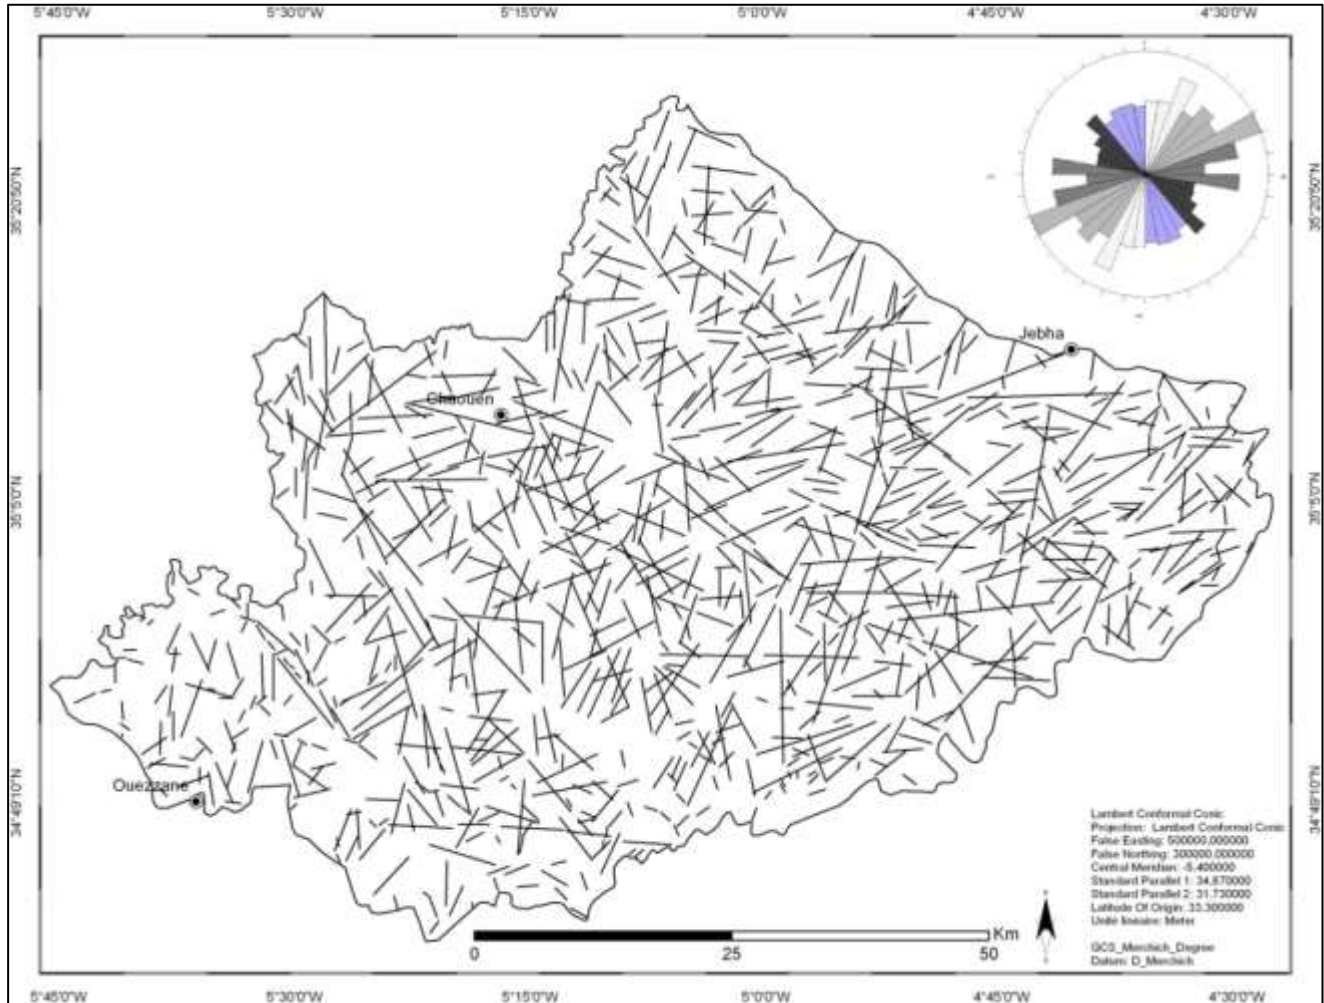 5°45'0"W 5°30'0"W 5°15'0"W 5°0'0"W 4°45'0"W 4°30'0"W
35°20'50"N 35°20'50"N
Jebha
Chaouen
35°5'0"N 35°5'0"N
34°49'10"N 34°49'10"N
Ouezzane
Lambert Conformal Conic
Projection: Lambert Conformal Conic
False Easting: 500000.000000
False Northing: 300000.000000
Central Meridian: -5.400000
Standard Parallel 1: 34.870000
Standard Parallel 2: 31.730000
Latitude Of Origin: 33.300000
Unité linéaire: Meter
GCS_Merchich_Degree
Datum: D_Merchich
Km
0 25 50
5°45'0"W 5°30'0"W 5°15'0"W 5°0'0"W 4°45'0"W 4°30'0"W